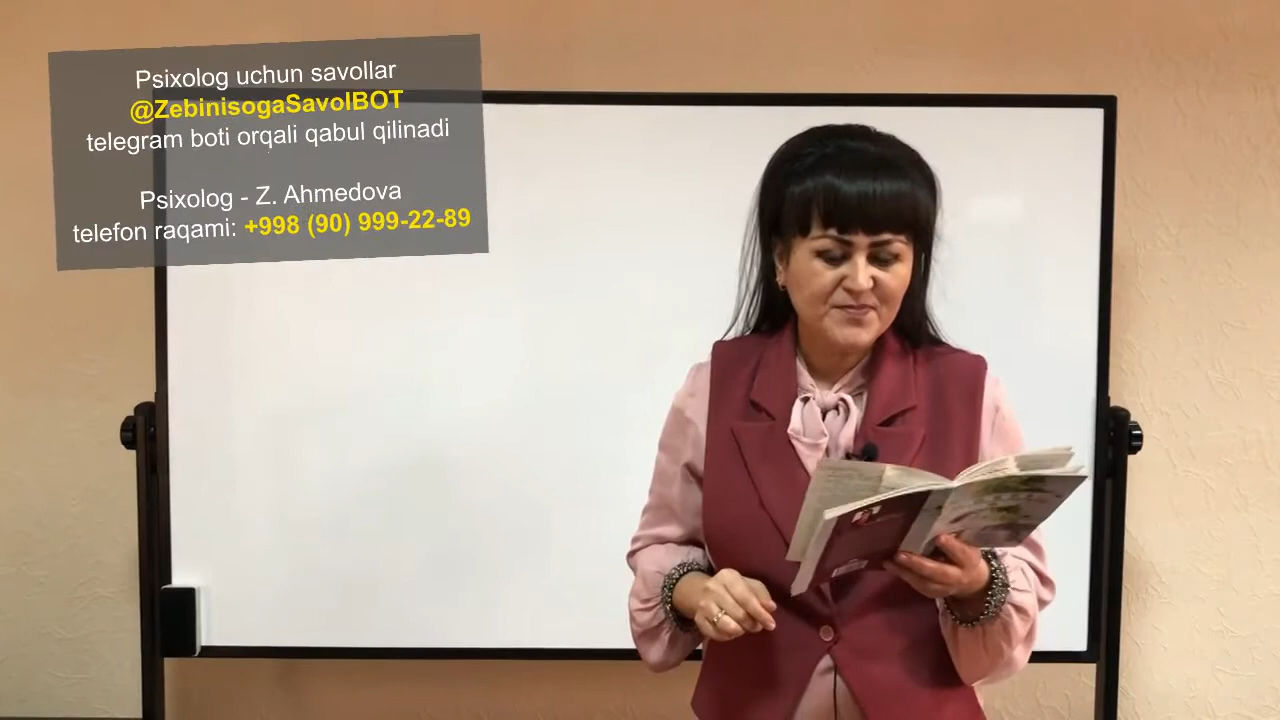 Psixolog uchun savollar
@ZebinisogaSavolBOT
telegram boti orqali qabul qilinadi
Psixolog - Z. Ahmedova
telefon raqami: +998 (90) 999-22-89